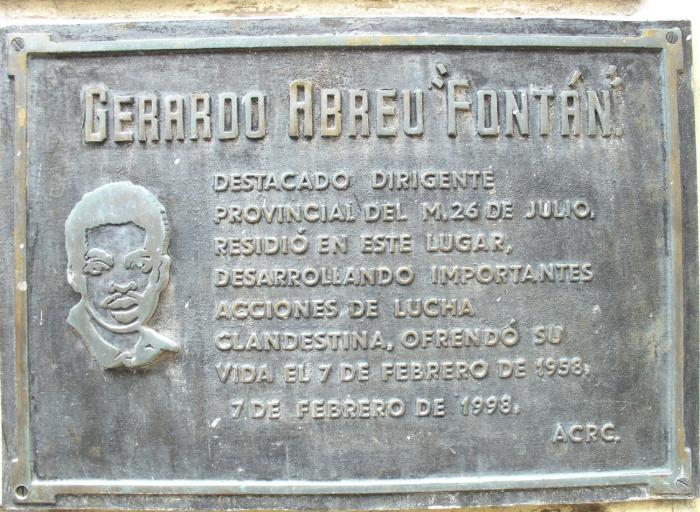 GERARDO ABREU "FONTÁN".
DESTACADO DIRIGENTE
PROVINCIAL DEL M. 26 DE JULIO,
RESIDIÓ EN ESTE LUGAR,
DESARROLLANDO IMPORTANTES
ACCIONES DE LUCHA
CLANDESTINA, OFRENDÓ SU
VIDA EL 7 DE FEBRERO DE 1958.
7 DE FEBRERO DE 1998.
ACRC.